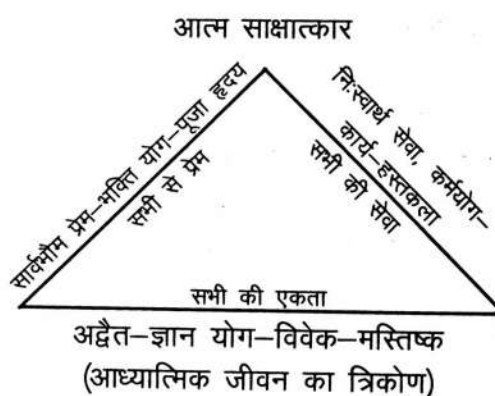 आत्म साक्षात्कार
सार्वभौम प्रेम–भक्ति योग–पूजा हृदय
सभी से प्रेम
नि:स्वार्थ सेवा, कर्मयोग–
कार्य–हस्तकला
सभी की सेवा
सभी की एकता
अद्वैत–ज्ञान योग–विवेक–मस्तिष्क
(आध्यात्मिक जीवन का त्रिकोण)